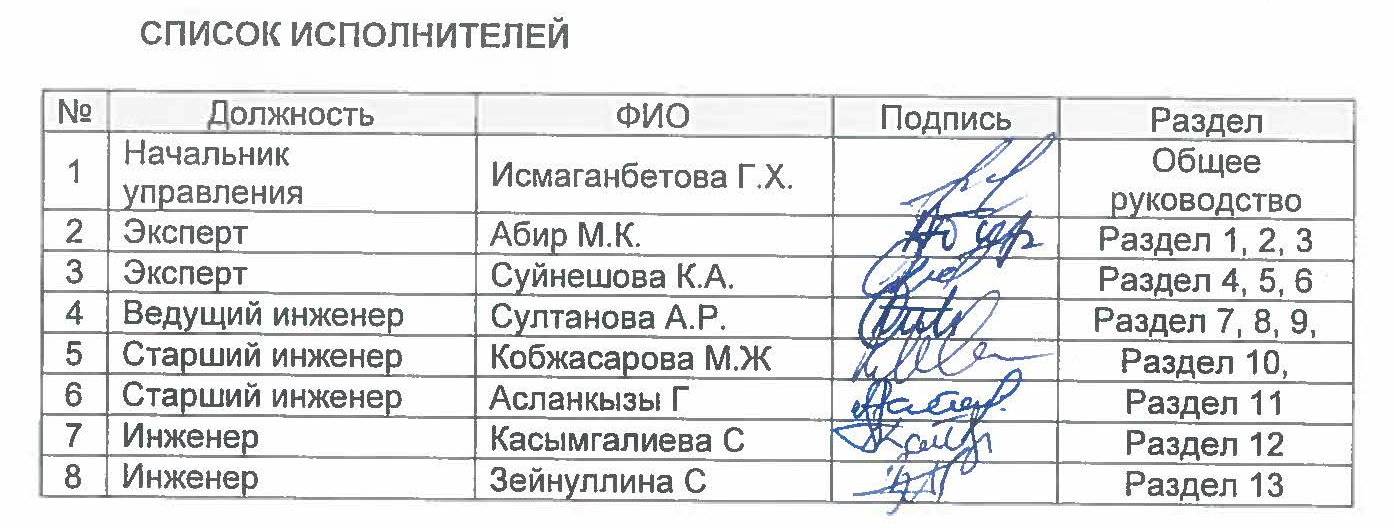 СПИСОК ИСПОЛНИТЕЛЕЙ
№ Должность ФИО Подпись Раздел
1 Начальник управления Исмаганбетова Г.Х. Общее руководство
2 Эксперт Абир М.К. Раздел 1, 2, 3
3 Эксперт Суйнешова К.А. Раздел 4, 5, 6
4 Ведущий инженер Султанова А.Р. Раздел 7, 8, 9,
5 Старший инженер Кобжасарова М.Ж Раздел 10,
6 Старший инженер Асланкызы Г Раздел 11
7 Инженер Касымгалиева С Раздел 12
8 Инженер Зейнуллина С Раздел 13